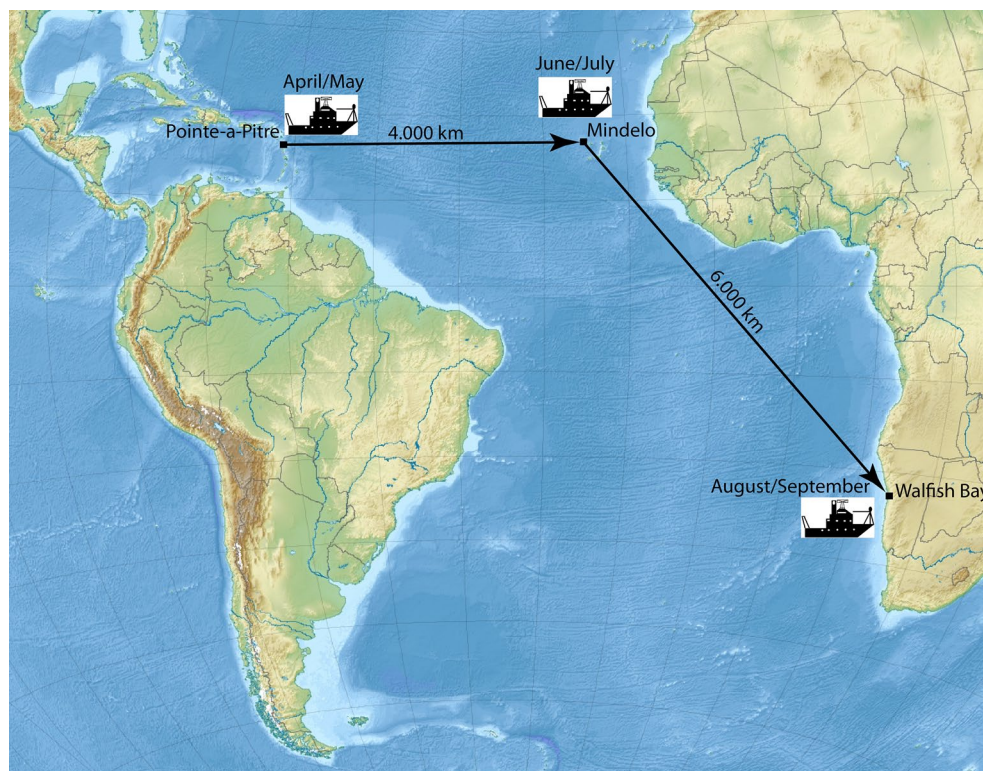 April/May
Pointe-a-Pitre
4.000 km
June/July
Mindelo
6.000 km
August/September
Walfish Bay